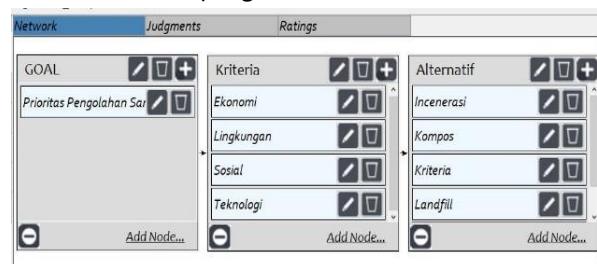 Network Judgments Ratings
GOAL
Prioritas Pengolahan Sar
Add Node...
Kriteria
Ekonomi
Lingkungan
Sosial
Teknologi
Add Node...
Alternatif
Incenerasi
Kompos
Kriteria
Landfill
Add Node...